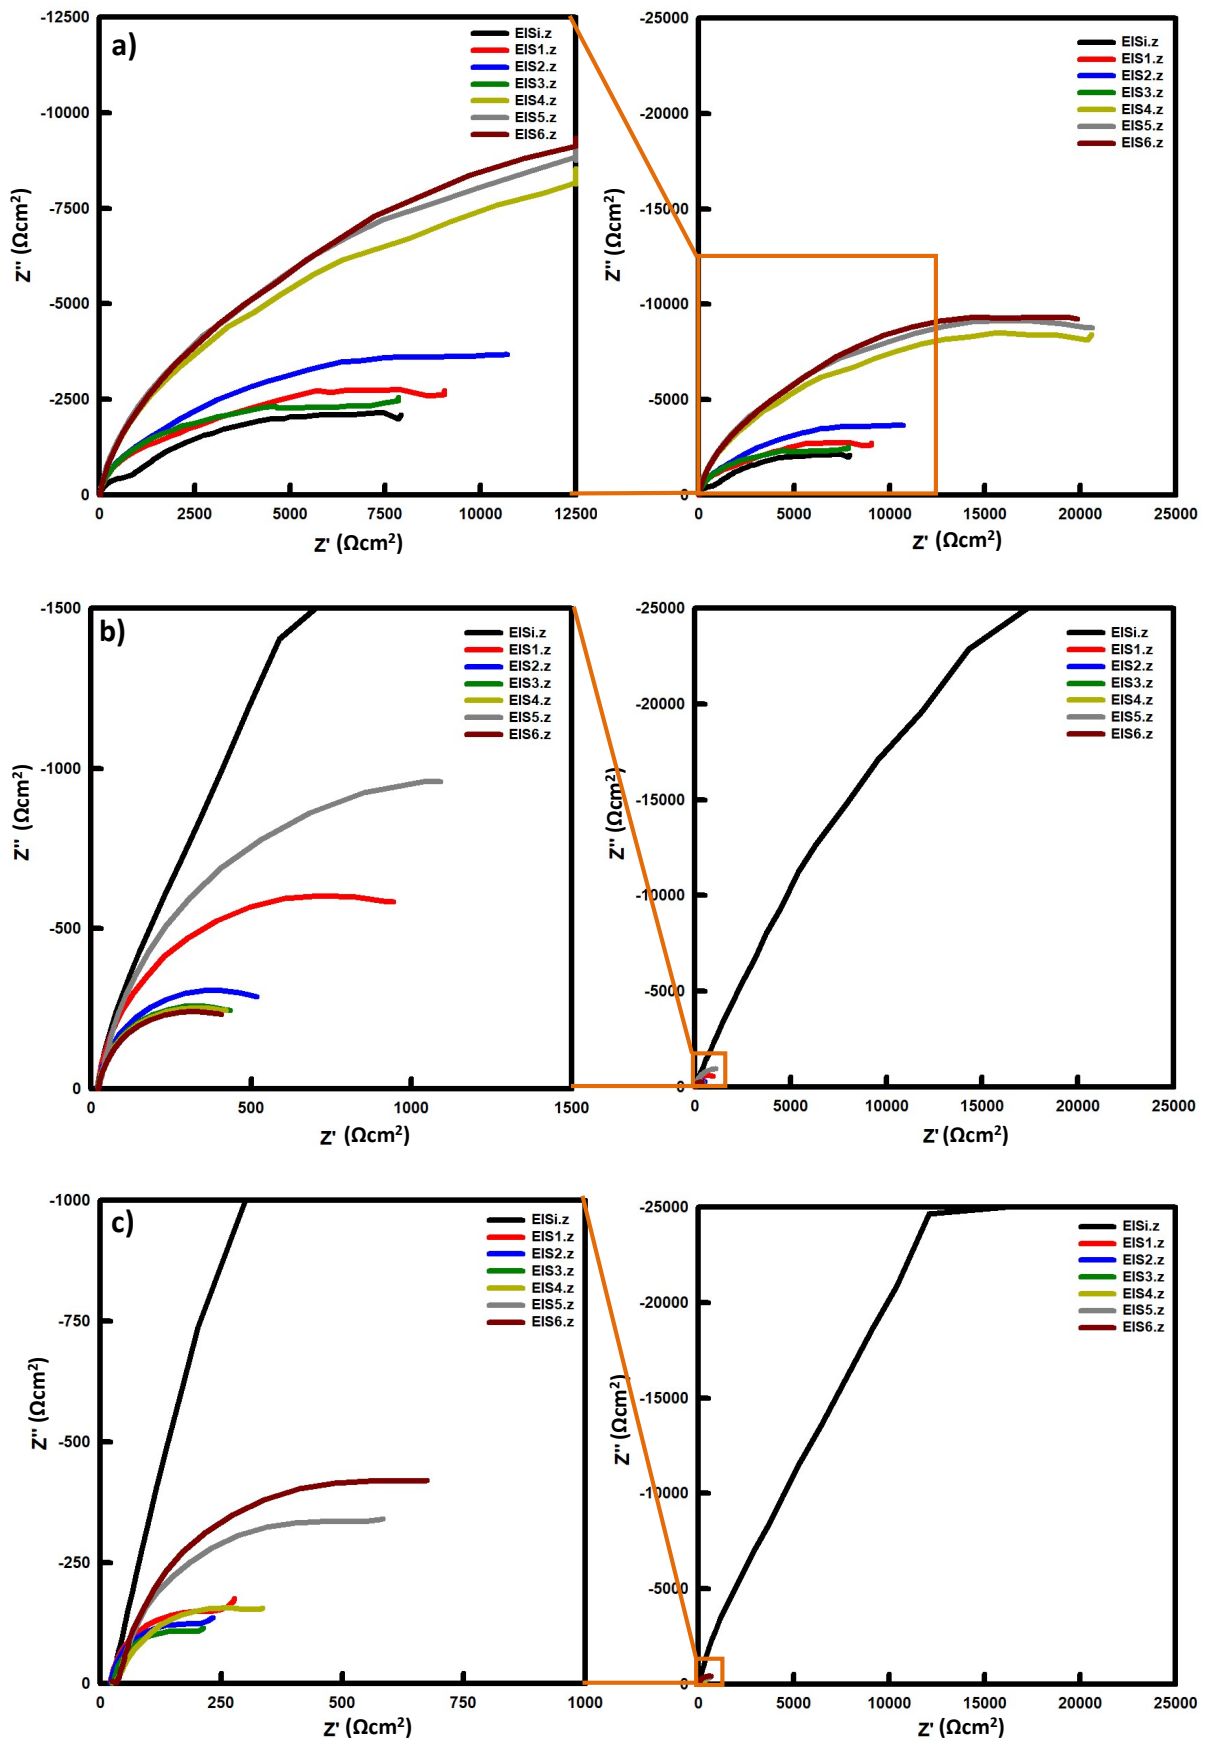 a)
-12500
-10000
-7500
-5000
-2500
0
0 2500 5000 7500 10000 12500
Z'' (Ωcm²)
Z' (Ωcm²)
EISi.z
EIS1.z
EIS2.z
EIS3.z
EIS4.z
EIS5.z
EIS6.z
-25000
-20000
-15000
-10000
-5000
0
0 5000 10000 15000 20000 25000
Z'' (Ωcm²)
Z' (Ωcm²)
EISi.z
EIS1.z
EIS2.z
EIS3.z
EIS4.z
EIS5.z
EIS6.z
b)
-1500
-1000
-500
0
0 500 1000 1500
Z'' (Ωcm²)
Z' (Ωcm²)
EISi.z
EIS1.z
EIS2.z
EIS3.z
EIS4.z
EIS5.z
EIS6.z
-25000
-20000
-15000
-10000
-5000
0
0 5000 10000 15000 20000 25000
Z'' (Ωcm²)
Z' (Ωcm²)
EISi.z
EIS1.z
EIS2.z
EIS3.z
EIS4.z
EIS5.z
EIS6.z
c)
-1000
-750
-500
-250
0
0 250 500 750 1000
Z'' (Ωcm²)
Z' (Ωcm²)
EISi.z
EIS1.z
EIS2.z
EIS3.z
EIS4.z
EIS5.z
EIS6.z
-25000
-20000
-15000
-10000
-5000
0
0 5000 10000 15000 20000 25000
Z'' (Ωcm²)
Z' (Ωcm²)
EISi.z
EIS1.z
EIS2.z
EIS3.z
EIS4.z
EIS5.z
EIS6.z